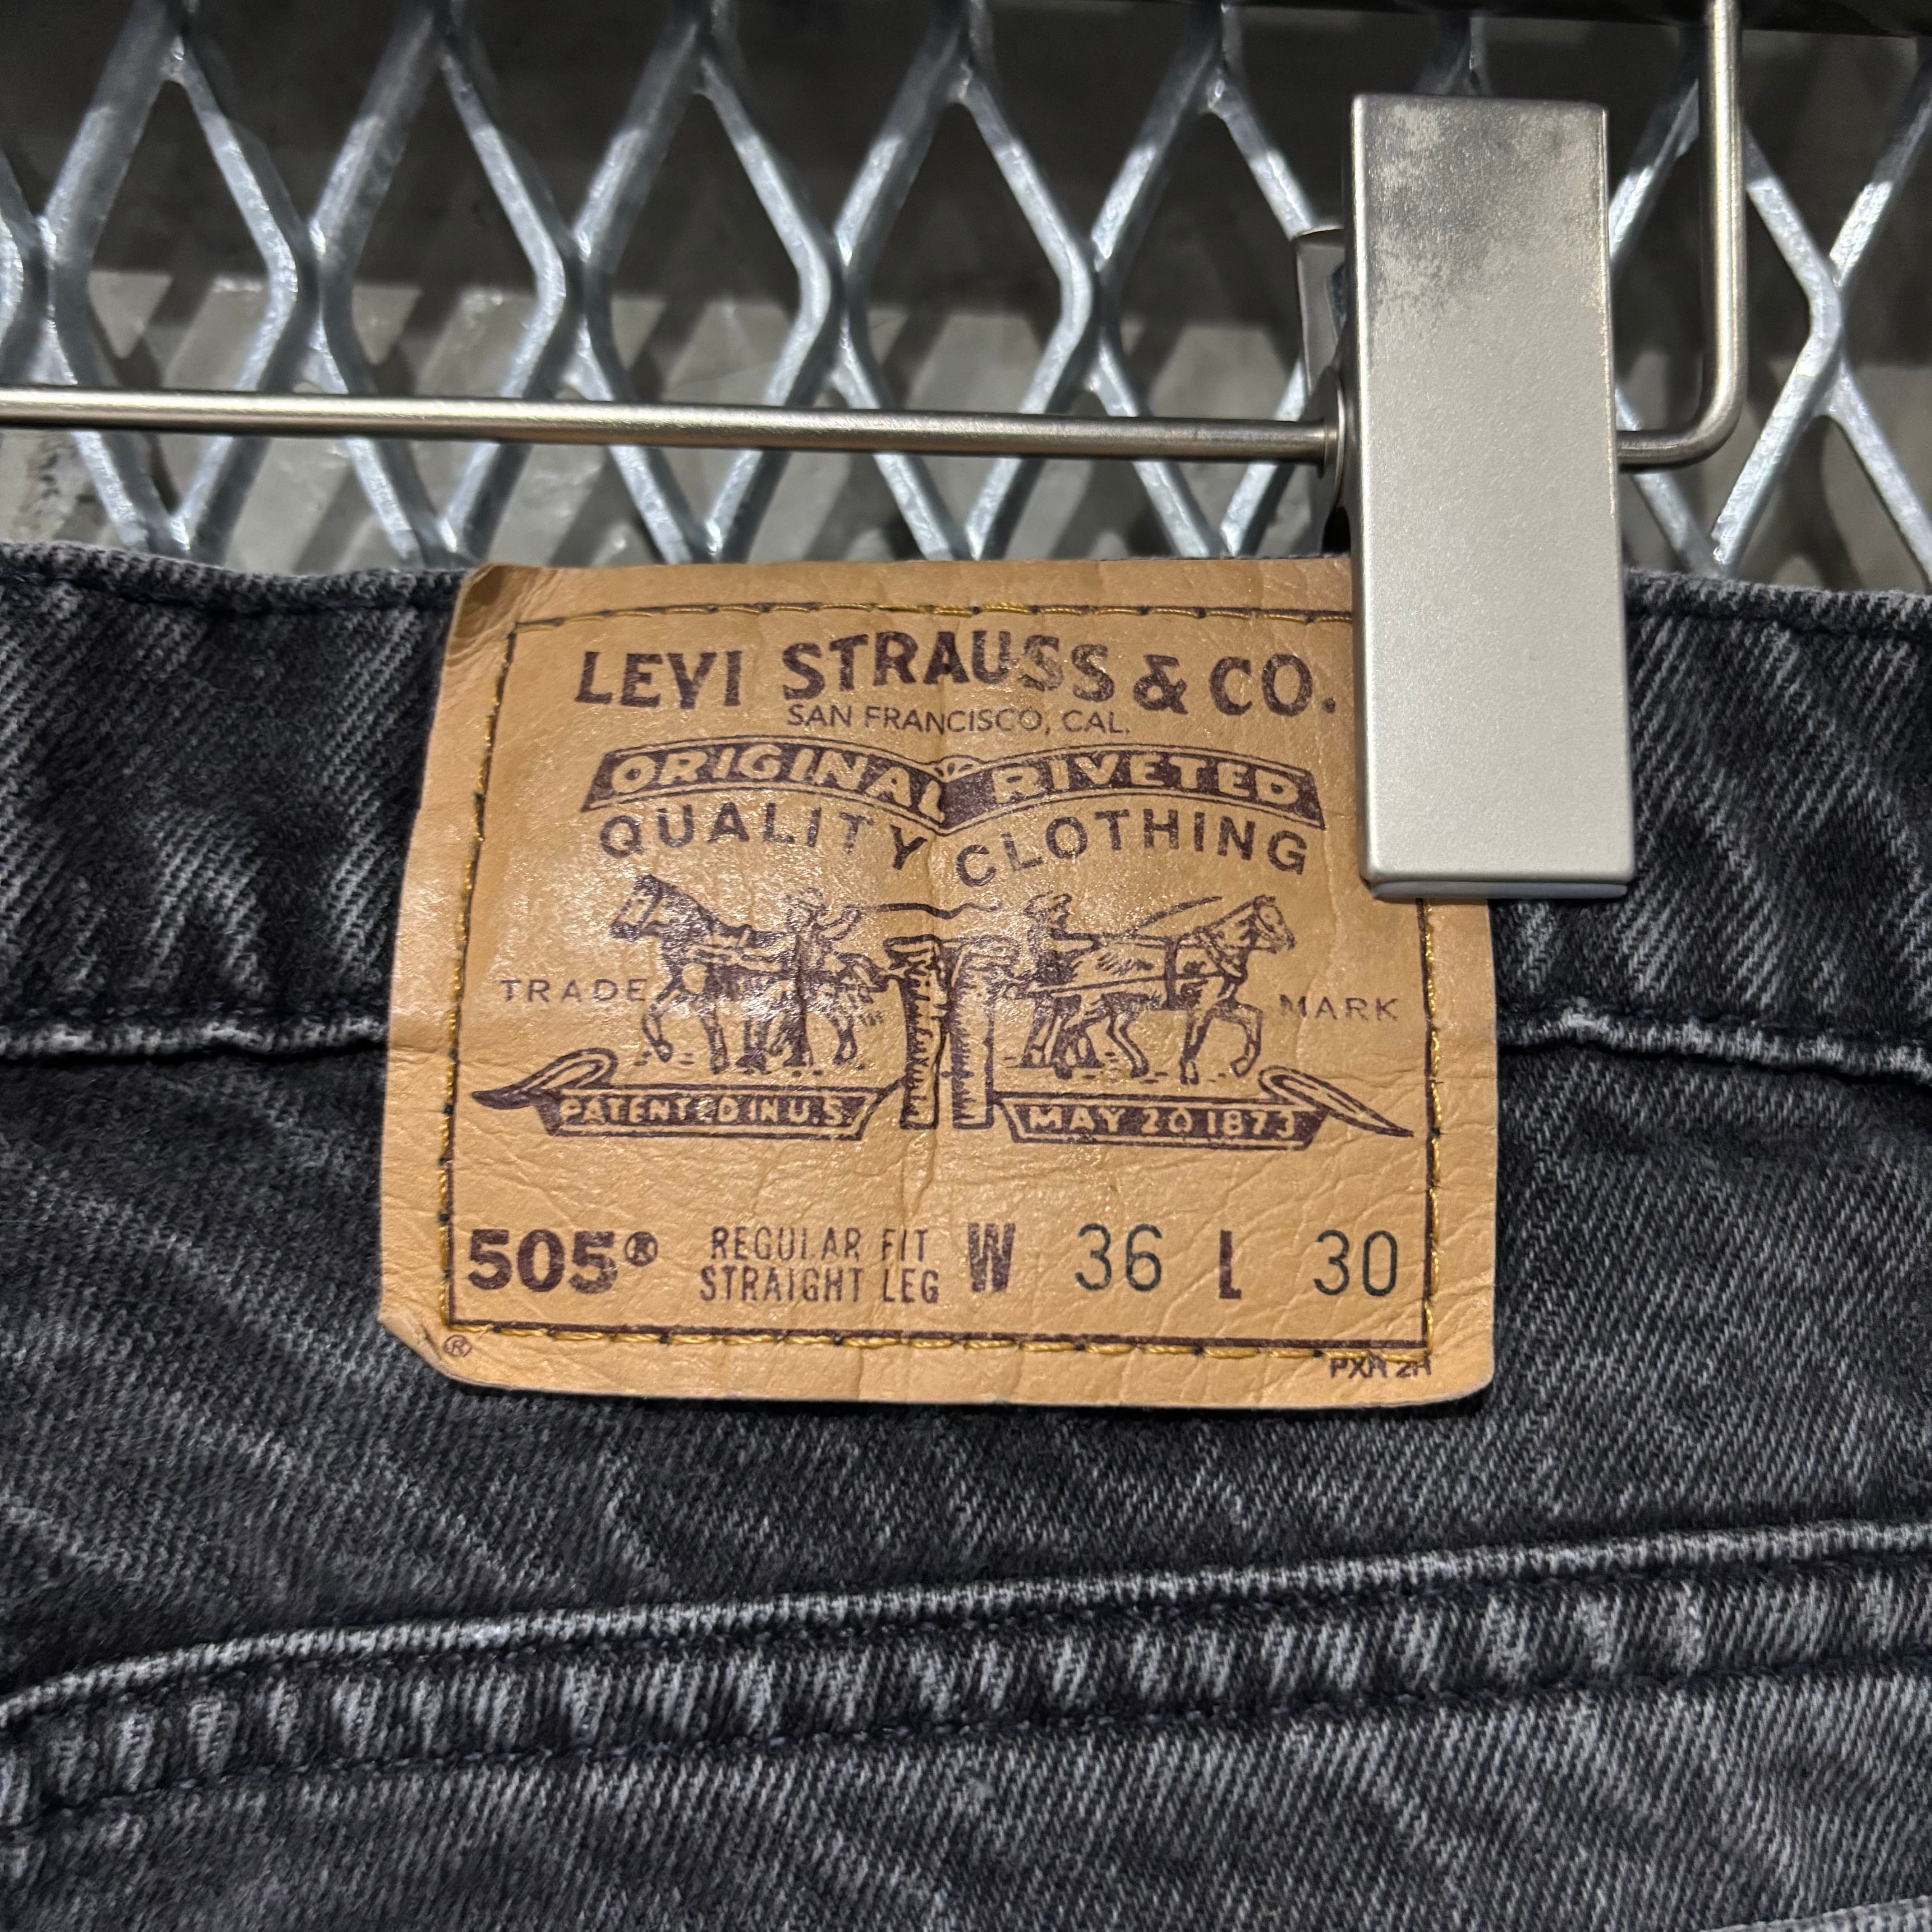 LEVI STRAUSS & CO.
SAN FRANCISCO, CAL.
ORIGINAL RIVETED
QUALITY CLOTHING
TRADE MARK
PATENTED IN U.S. MAY 20 1873
505® REGULAR FIT STRAIGHT LEG W 36 L 30
®